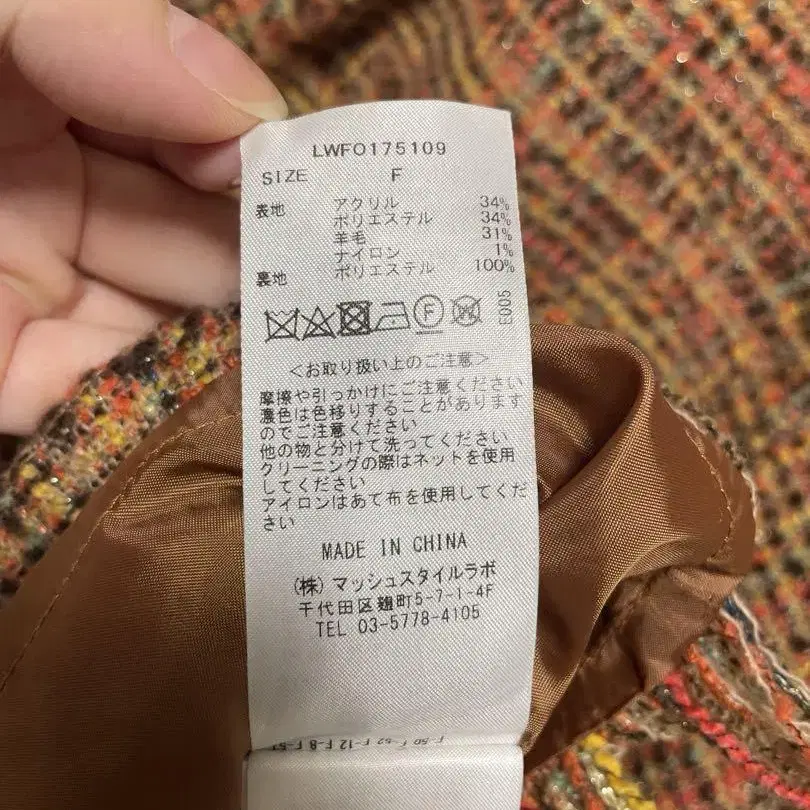 LWFO175109
SIZE F
表地 アクリル 34%
ポリエステル 34%
羊毛 31%
ナイロン 1%
裏地 ポリエステル 100%
F W
E005
<お取り扱い上のご注意>
摩擦や引っかけにご注意ください
濃色は色移りすることがあります
のでご注意ください
他の物と分けて洗ってください
クリーニングの際はネットを使用
してください
アイロンはあて布を使用してくだ
さい
MADE IN CHINA
(株) マッシュスタイルラボ
千代田区麹町5-7-1-4F
TEL 03-5778-4105